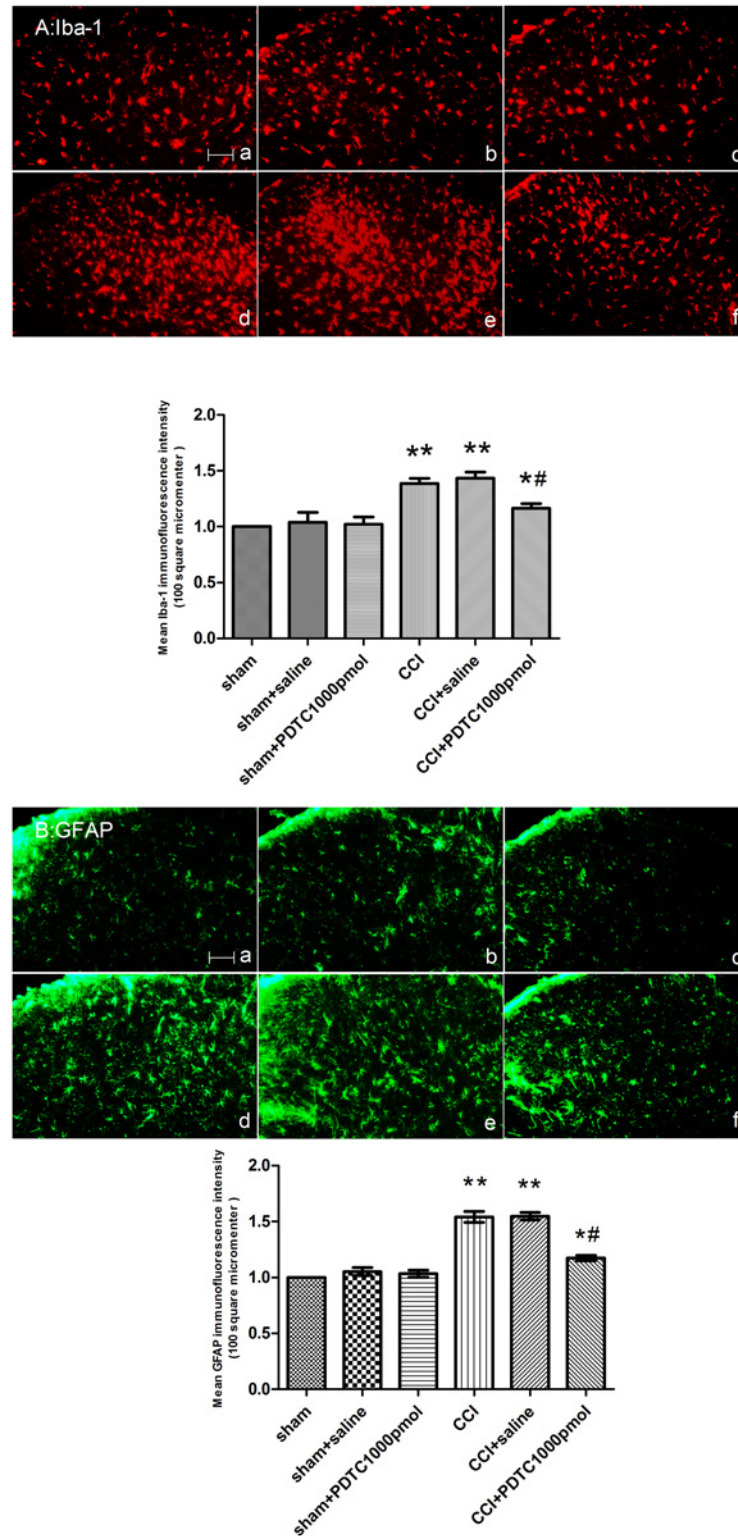 A:Iba-1
a
b
c
d
e
f
Mean Iba-1 immunofluorescence intensity
(100 square micromenter )
2.0
1.5
1.0
0.5
0.0
** ** *#
sham
sham+saline
sham+PDTC1000pmol
CCI
CCI+saline
CCI+PDTC1000pmol
B:GFAP
a
b
c
d
e
f
Mean GFAP immunofluorescence intensity
(100 square micromenter )
2.0
1.5
1.0
0.5
0.0
** ** *#
sham
sham+saline
sham+PDTC1000pmol
CCI
CCI+saline
CCI+PDTC1000pmol